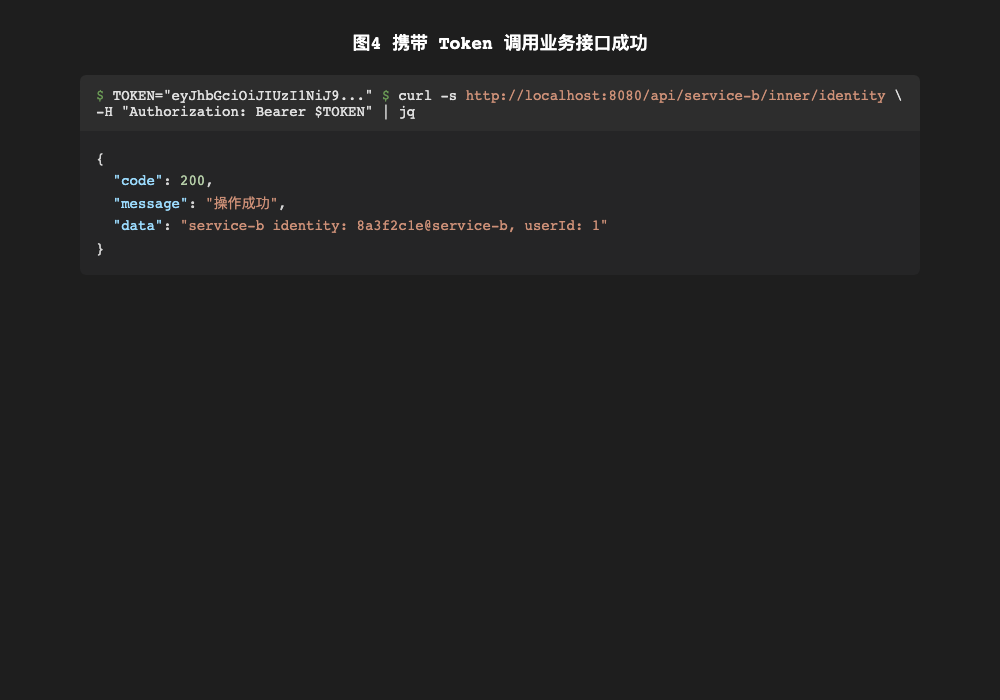 图4 携带 Token 调用业务接口成功
$ TOKEN="eyJhbGciOiJIUzI1NiJ9..." $ curl -s http://localhost:8080/api/service-b/inner/identity \
-H "Authorization: Bearer $TOKEN" | jq
{
  "code": 200,
  "message": "操作成功",
  "data": "service-b identity: 8a3f2c1e@service-b, userId: 1"
}